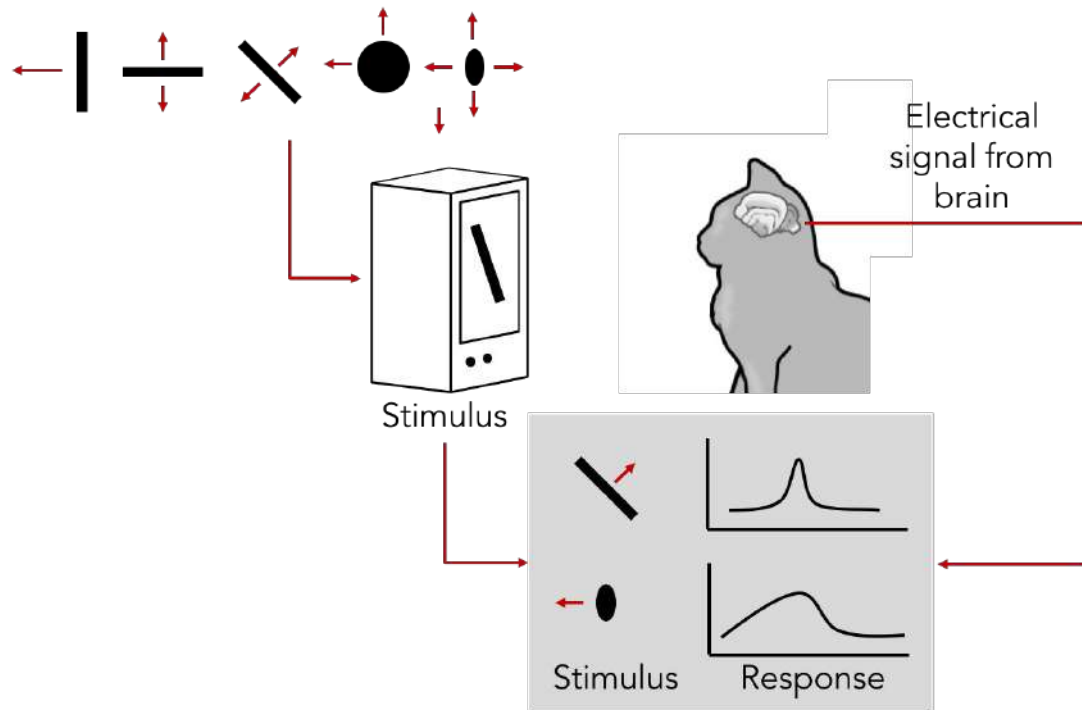 Electrical
signal from
brain
Stimulus
Stimulus
Response